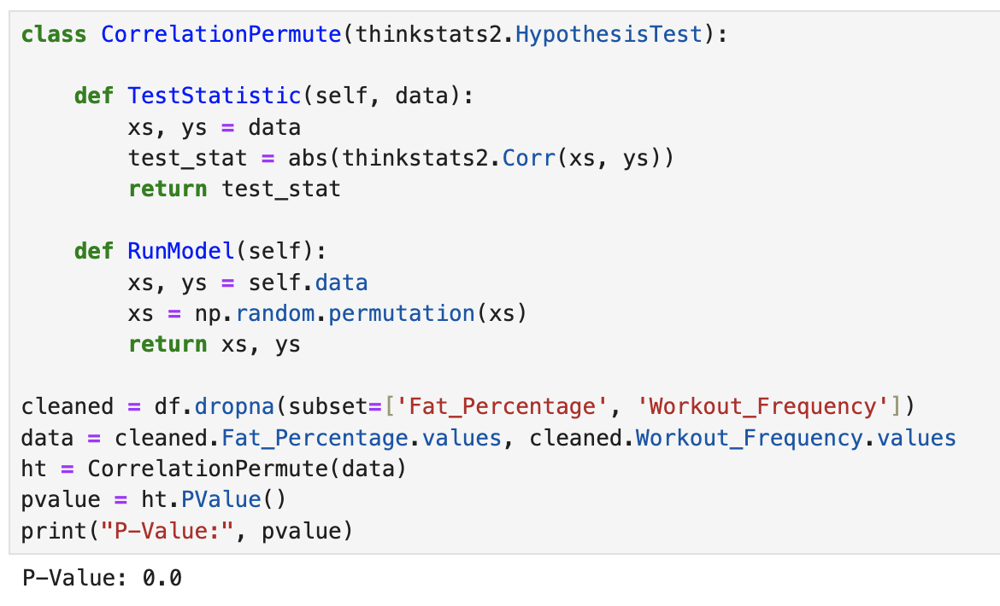 class CorrelationPermute(thinkstats2.HypothesisTest):
    def TestStatistic(self, data):
        xs, ys = data
        test_stat = abs(thinkstats2.Corr(xs, ys))
        return test_stat
    def RunModel(self):
        xs, ys = self.data
        xs = np.random.permutation(xs)
        return xs, ys
cleaned = df.dropna(subset=['Fat_Percentage', 'Workout_Frequency'])
data = cleaned.Fat_Percentage.values, cleaned.Workout_Frequency.values
ht = CorrelationPermute(data)
pvalue = ht.PValue()
print("P-Value:", pvalue)
P-Value: 0.0